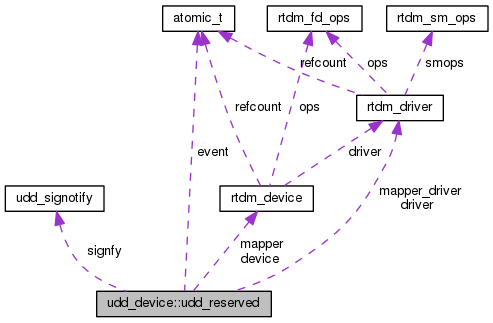 atomic_t
rtdm_fd_ops
rtdm_sm_ops
refcount
ops
smops
rtdm_driver
refcount
ops
event
driver
udd_signotify
rtdm_device
mapper_driver
driver
signfy
mapper
device
udd_device::udd_reserved